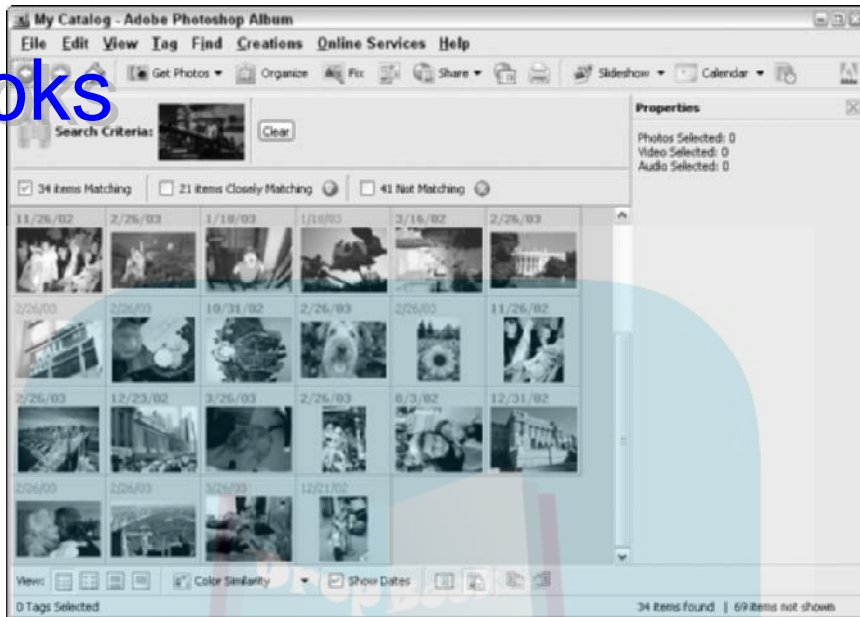 My Catalog - Adobe Photoshop Album
File Edit View Tag Find Creations Online Services Help
Get Photos Organize Fix Share Slideshow Calendar
oks
Search Criteria: Clear
Properties
Photos Selected: 0
Video Selected: 0
Audio Selected: 0
34 items Matching 21 items Closely Matching 41 Not Matching
11/26/02 2/26/03 1/18/03 1/18/03 3/16/02 2/26/03
2/26/03 2/26/03 10/31/02 2/26/03 2/26/03 11/26/02
2/26/03 12/23/02 3/26/03 2/26/03 8/3/02 12/31/02
2/26/03 2/26/03 3/26/03 12/21/02
View: Color Similarity Show Dates
DropBooks
0 Tags Selected 34 items found | 69 items not shown